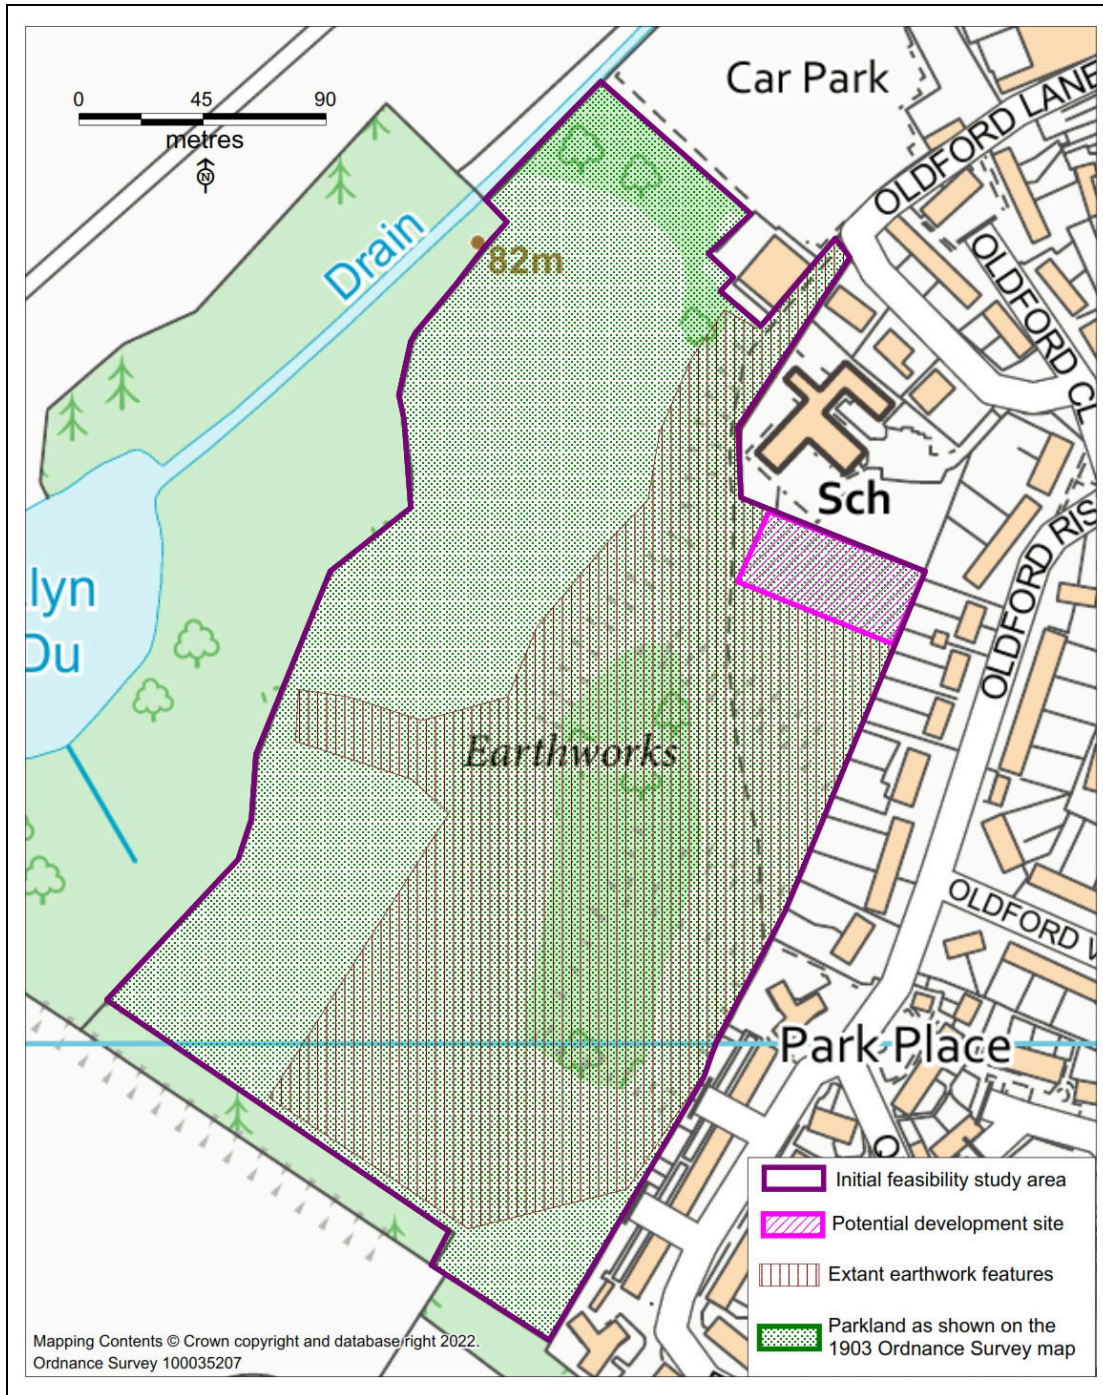 Car Park
0 45 90
metres
N
OLDFORD LANE
Drain
82m
OLDFORD CL
Sch
lyn
Du
OLDFORD RIS
Earthworks
OLDFORD W
Park Place
Initial feasibility study area
Potential development site
Extant earthwork features
Parkland as shown on the
1903 Ordnance Survey map
Mapping Contents © Crown copyright and database right 2022.
Ordnance Survey 100035207